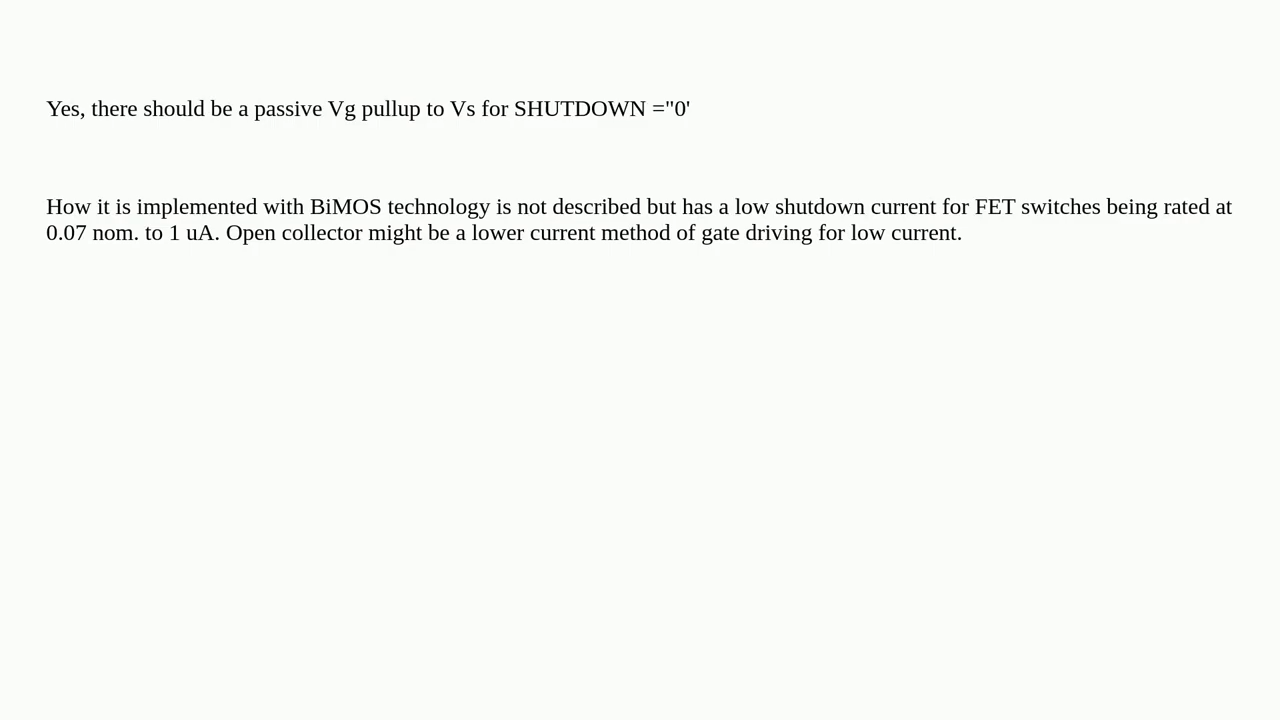 Yes, there should be a passive Vg pullup to Vs for SHUTDOWN ="0'
How it is implemented with BiMOS technology is not described but has a low shutdown current for FET switches being rated at
0.07 nom. to 1 uA. Open collector might be a lower current method of gate driving for low current.